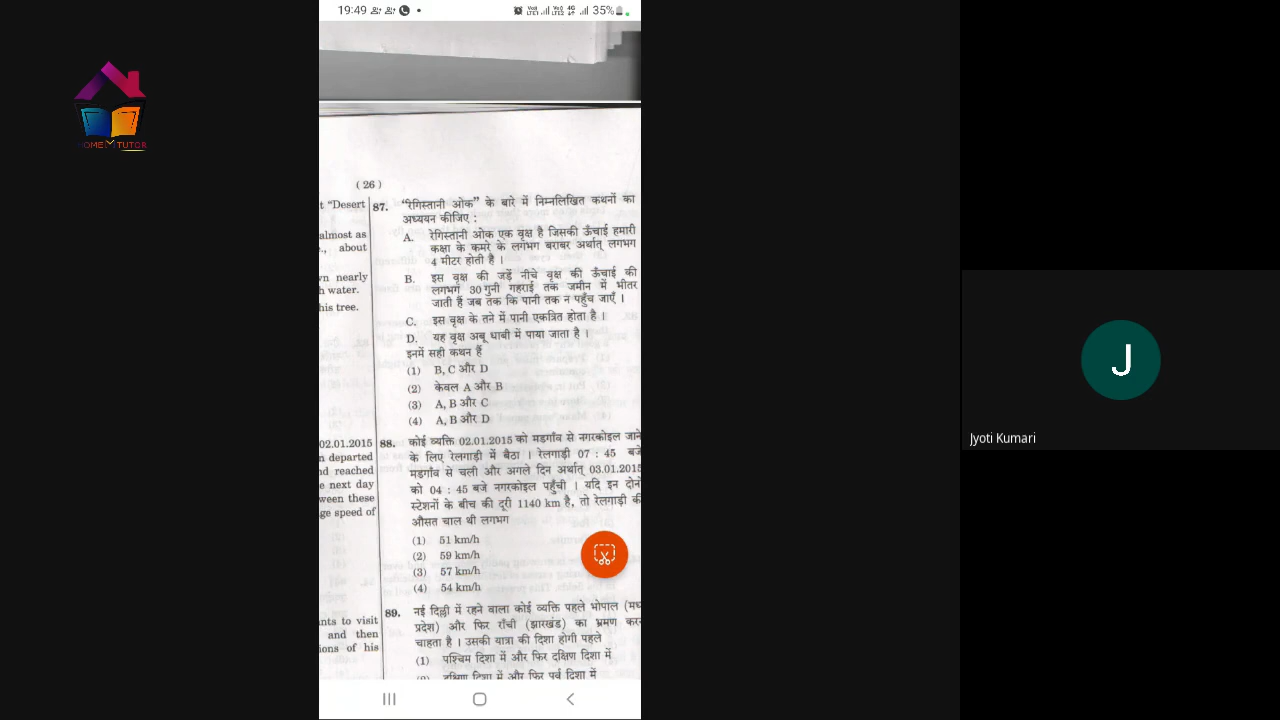 19:49
35%
HOME TUTOR
(26)
t "Desert
almost as
., about
vn nearly
h water.
his tree.
87. "रेगिस्तानी ओक" के बारे में निम्नलिखित कथनों का
अध्ययन कीजिए :
A. रेगिस्तानी ओक एक वृक्ष है जिसकी ऊँचाई हमारी
कक्षा के कमरे के लगभग बराबर अर्थात् लगभग
4 मीटर होती है ।
B. इस वृक्ष की जड़ें नीचे वृक्ष की ऊँचाई की
लगभग 30 गुनी गहराई तक जमीन में भीतर
जाती हैं जब तक कि पानी तक न पहुँच जाएँ ।
C. इस वृक्ष के तने में पानी एकत्रित होता है ।
D. यह वृक्ष अबू धाबी में पाया जाता है ।
इनमें सही कथन हैं
(1) B, C और D
(2) केवल A और B
(3) A, B और C
(4) A, B और D
02.01.2015
n departed
nd reached
e next day
ween these
ge speed of
88. कोई व्यक्ति 02.01.2015 को मडगाँव से नगरकोइल जाने
के लिए रेलगाड़ी में बैठा । रेलगाड़ी 07 : 45 बजे
मडगाँव से चली और अगले दिन अर्थात् 03.01.2015
को 04 : 45 बजे नगरकोइल पहुँची । यदि इन दोनों
स्टेशनों के बीच की दूरी 1140 km है, तो रेलगाड़ी की
औसत चाल थी लगभग
(1) 51 km/h
(2) 59 km/h
(3) 57 km/h
(4) 54 km/h
nts to visit
and then
ions of his
89. नई दिल्ली में रहने वाला कोई व्यक्ति पहले भोपाल (मध
प्रदेश) और फिर राँची (झारखंड) का भ्रमण कर
चाहता है । उसकी यात्रा की दिशा होगी पहले
(1) पश्चिम दिशा में और फिर दक्षिण दिशा में
दक्षिण दिशा में और फिर पूर्व दिशा में
J
Jyoti Kumari